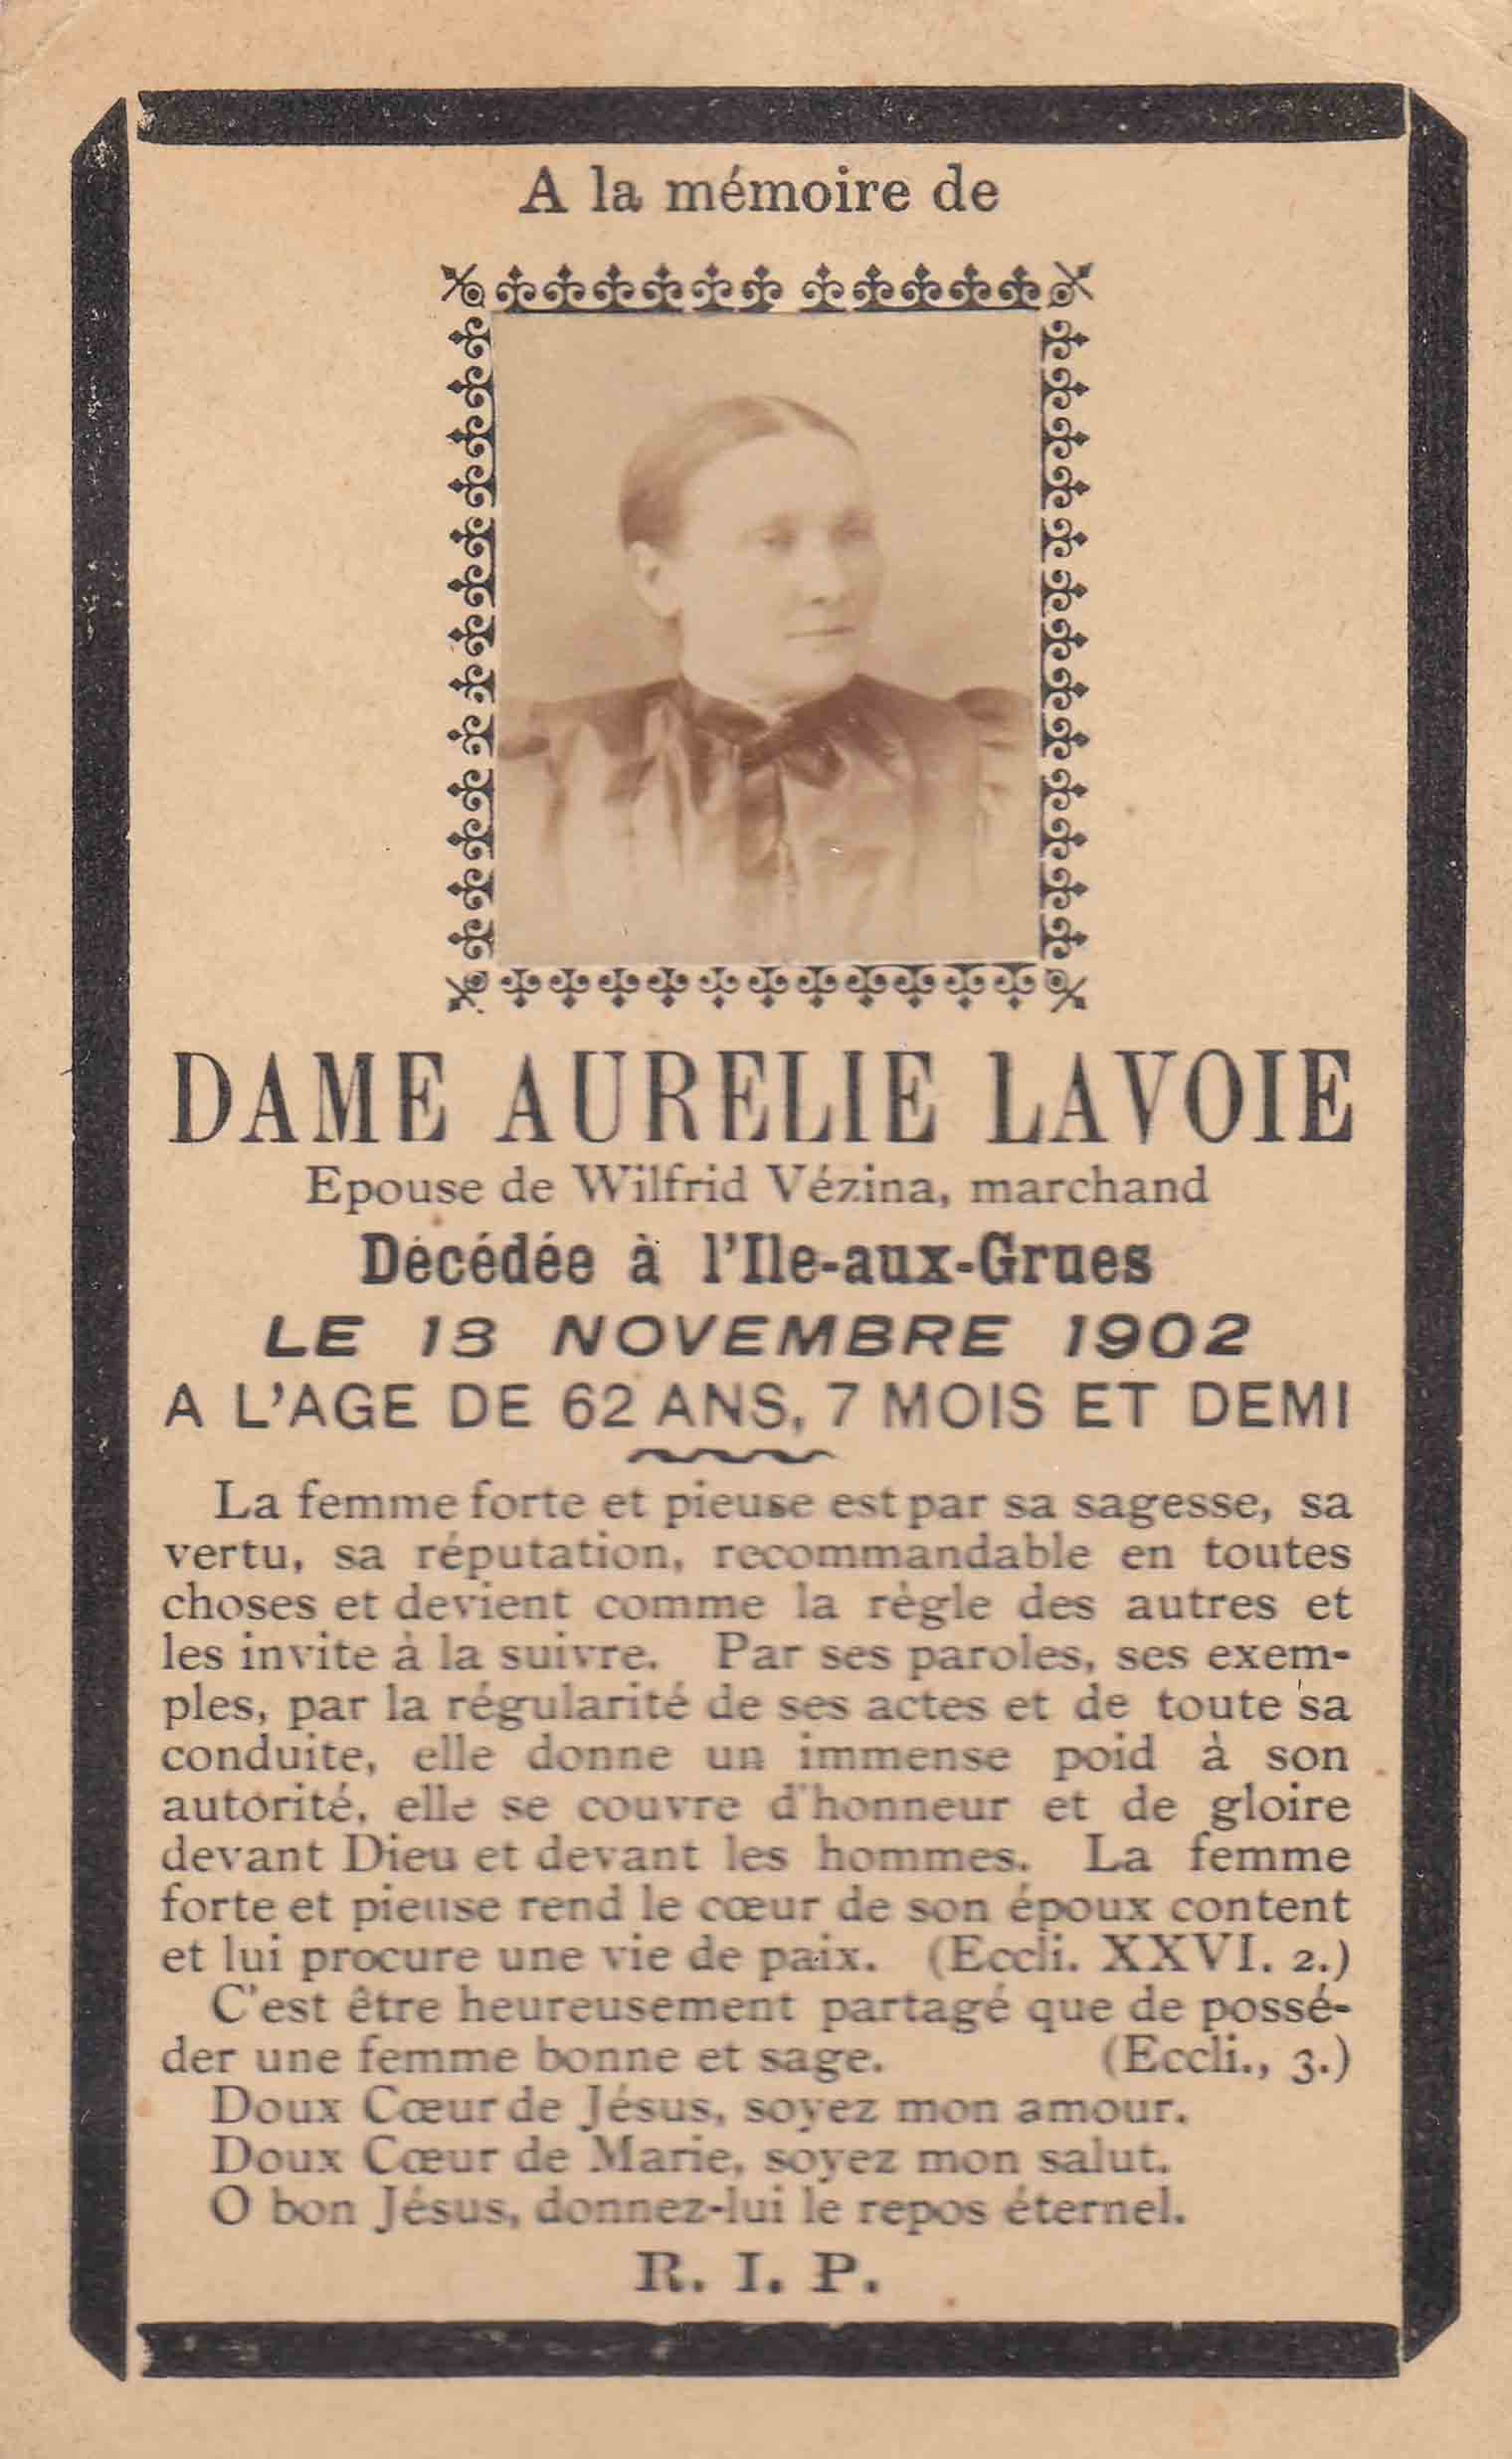 A la mémoire de
DAME AURELIE LAVOIE
Epouse de Wilfrid Vézina, marchand
Décédée à l'Ile-aux-Grues
LE 13 NOVEMBRE 1902
A L'AGE DE 62 ANS, 7 MOIS ET DEMI
La femme forte et pieuse est par sa sagesse, sa
vertu, sa réputation, recommandable en toutes
choses et devient comme la règle des autres et
les invite à la suivre. Par ses paroles, ses exem-
ples, par la régularité de ses actes et de toute sa
conduite, elle donne un immense poid à son
autorité, elle se couvre d'honneur et de gloire
devant Dieu et devant les hommes. La femme
forte et pieuse rend le cœur de son époux content
et lui procure une vie de paix. (Eccli. XXVI. 2.)
C'est être heureusement partagé que de possé-
der une femme bonne et sage. (Eccli., 3.)
Doux Cœur de Jésus, soyez mon amour.
Doux Cœur de Marie, soyez mon salut.
O bon Jésus, donnez-lui le repos éternel.
R. I. P.